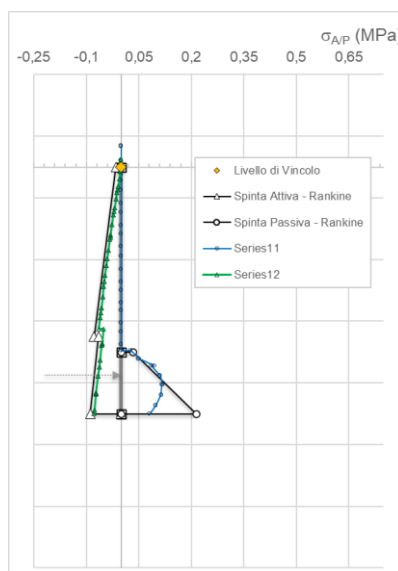 σA/P (MPa)
-0,25 -0,1 0,05 0,2 0,35 0,5 0,65
Livello di Vincolo
Spinta Attiva - Rankine
Spinta Passiva - Rankine
Series11
Series12